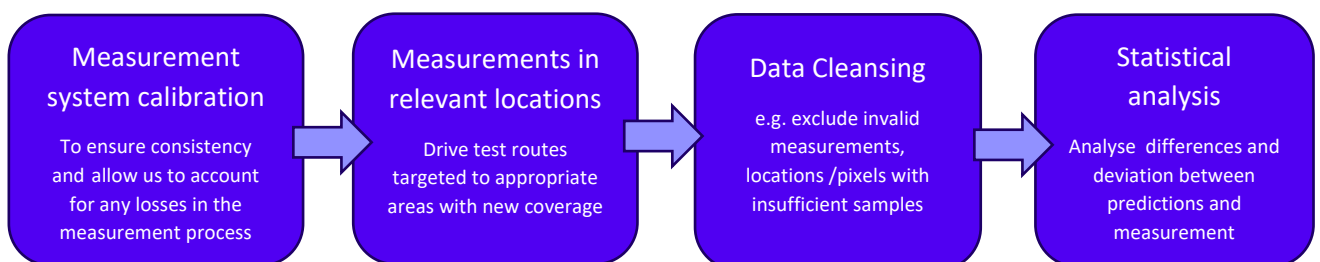 Measurement
system calibration
To ensure consistency
and allow us to account
for any losses in the
measurement process
Measurements in
relevant locations
Drive test routes
targeted to appropriate
areas with new coverage
Data Cleansing
e.g. exclude invalid
measurements,
locations /pixels with
insufficient samples
Statistical
analysis
Analyse differences and
deviation between
predictions and
measurement